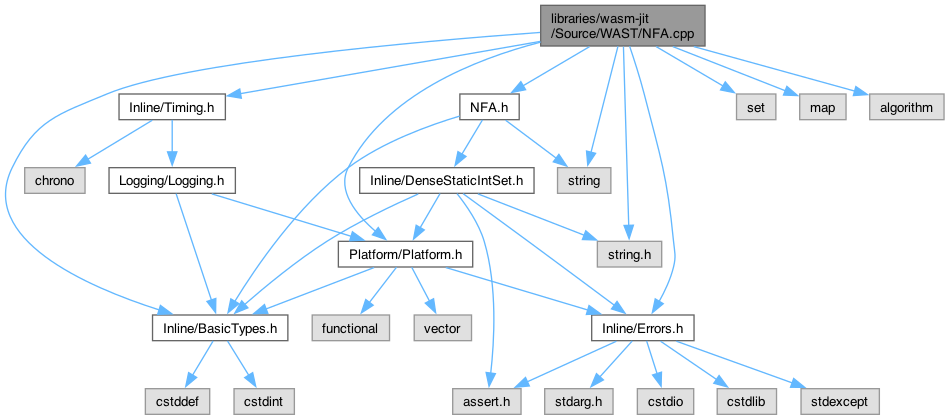 libraries/wasm-jit
/Source/WAST/NFA.cpp
Inline/Timing.h
NFA.h
set
map
algorithm
chrono
Logging/Logging.h
Inline/DenseStaticIntSet.h
string
Platform/Platform.h
string.h
Inline/BasicTypes.h
functional
vector
Inline/Errors.h
cstddef
cstdint
assert.h
stdarg.h
cstdio
cstdlib
stdexcept